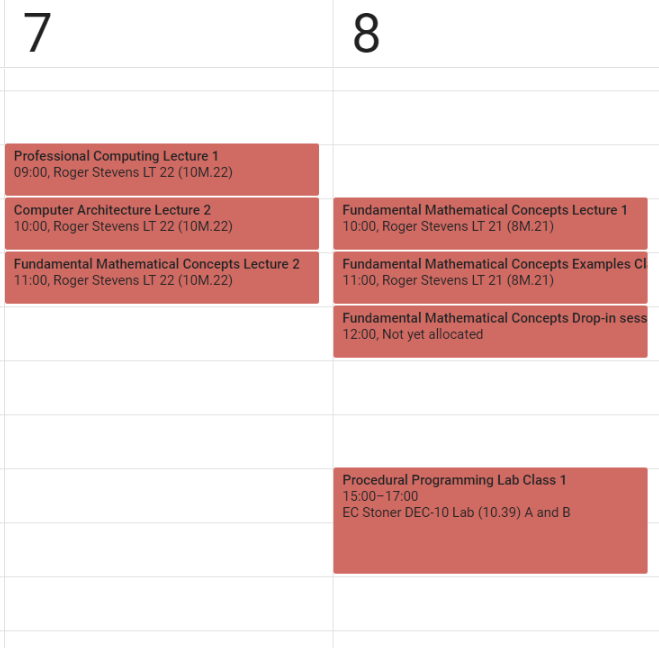 7
Professional Computing Lecture 1
09:00, Roger Stevens LT 22 (10M.22)
Computer Architecture Lecture 2
10:00, Roger Stevens LT 22 (10M.22)
Fundamental Mathematical Concepts Lecture 2
11:00, Roger Stevens LT 22 (10M.22)
8
Fundamental Mathematical Concepts Lecture 1
10:00, Roger Stevens LT 21 (8M.21)
Fundamental Mathematical Concepts Examples Cl
11:00, Roger Stevens LT 21 (8M.21)
Fundamental Mathematical Concepts Drop-in sess
12:00, Not yet allocated
Procedural Programming Lab Class 1
15:00–17:00
EC Stoner DEC-10 Lab (10.39) A and B